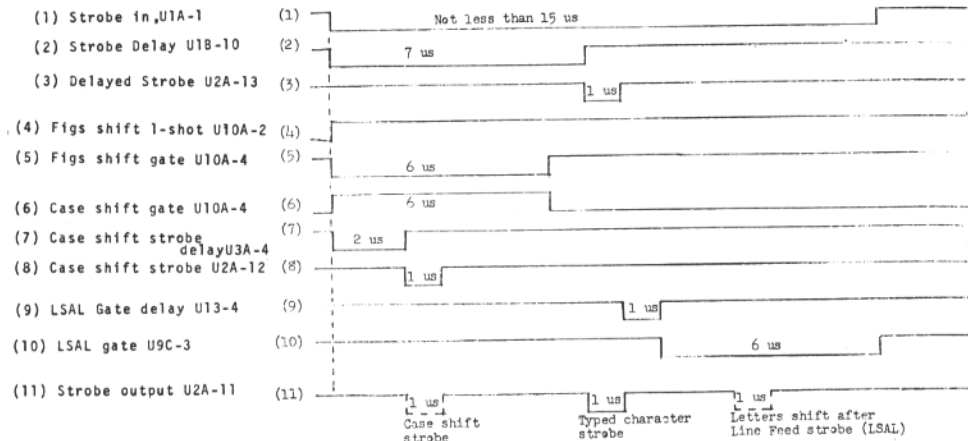 (1) Strobe in,U1A-1 (1) Not less than 15 us
(2) Strobe Delay U1B-10 (2) 7 us
(3) Delayed Strobe U2A-13 (3) 1 us
(4) Figs shift 1-shot U10A-2 (4)
(5) Figs shift gate U10A-4 (5) 6 us
(6) Case shift gate U10A-4 (6) 6 us
(7) Case shift strobe (7) 2 us
delayU3A-4
(8) Case shift strobe U2A-12 (8) 1 us
(9) LSAL Gate delay U13-4 (9) 1 us
(10) LSAL gate U9C-3 (10) 6 us
(11) Strobe output U2A-11 (11) 1 us 1 us 1 us
Case shift
strobe
Typed character
strobe
Letters shift after
Line Feed strobe (LSAL)